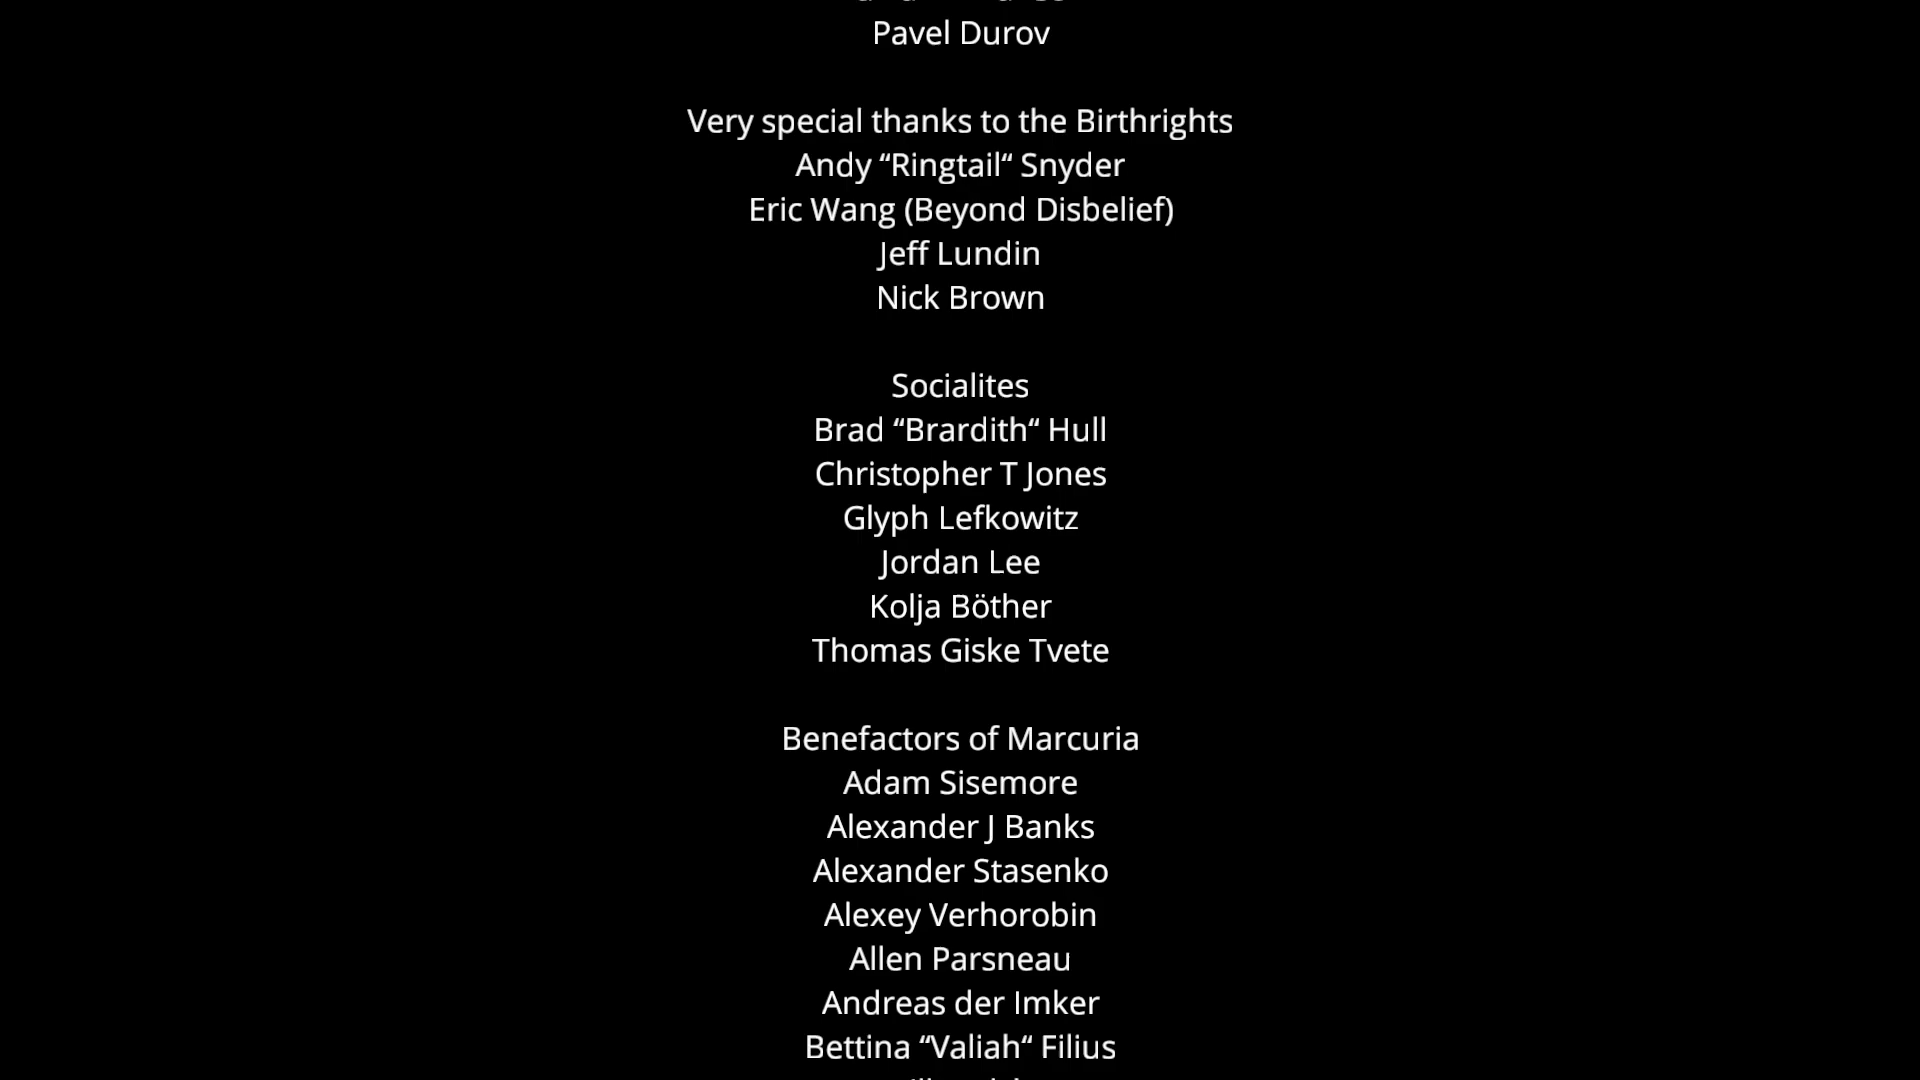 Pavel Durov
Very special thanks to the Birthrights
Andy “Ringtail“ Snyder
Eric Wang (Beyond Disbelief)
Jeff Lundin
Nick Brown
Socialites
Brad “Brardith“ Hull
Christopher T Jones
Glyph Lefkowitz
Jordan Lee
Kolja Böther
Thomas Giske Tvete
Benefactors of Marcuria
Adam Sisemore
Alexander J Banks
Alexander Stasenko
Alexey Verhorobin
Allen Parsneau
Andreas der Imker
Bettina “Valiah“ Filius